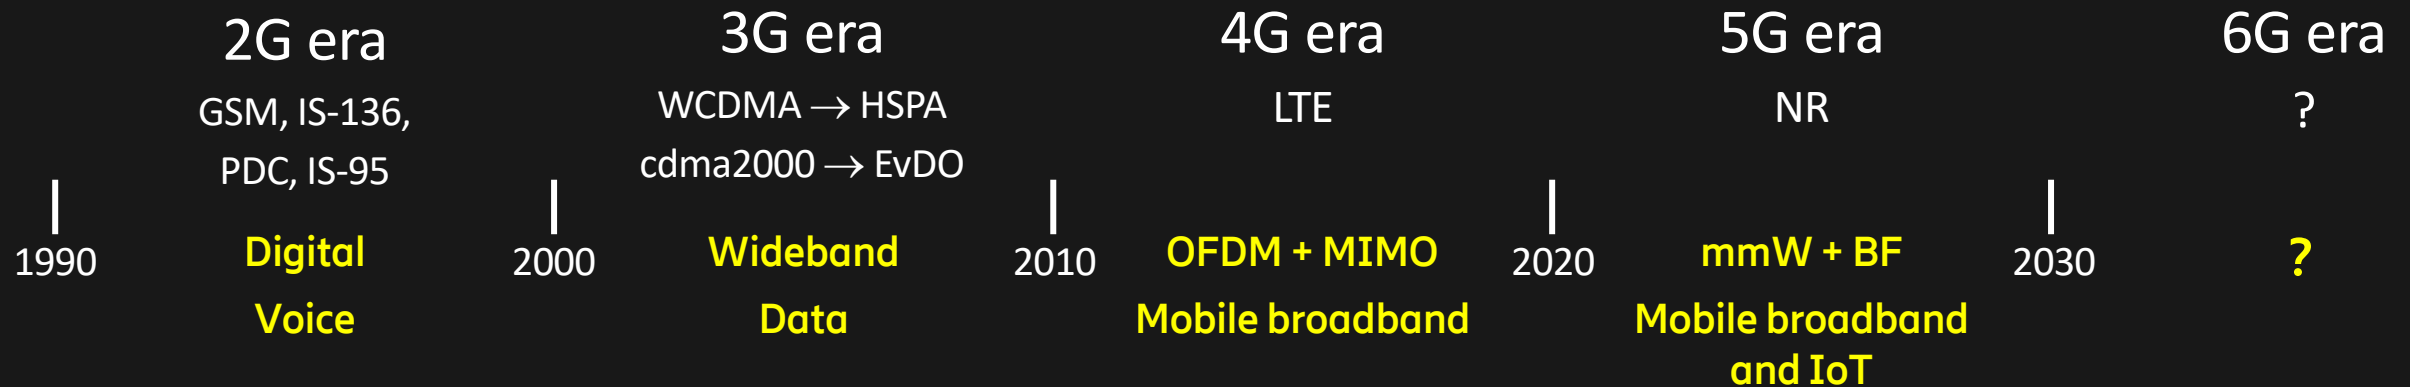 2G era
GSM, IS-136,
PDC, IS-95
Digital
Voice
3G era
WCDMA → HSPA
cdma2000 → EvDO
Wideband
Data
4G era
LTE
OFDM + MIMO
Mobile broadband
5G era
NR
mmW + BF
Mobile broadband
and IoT
6G era
?
?
1990
2000
2010
2020
2030